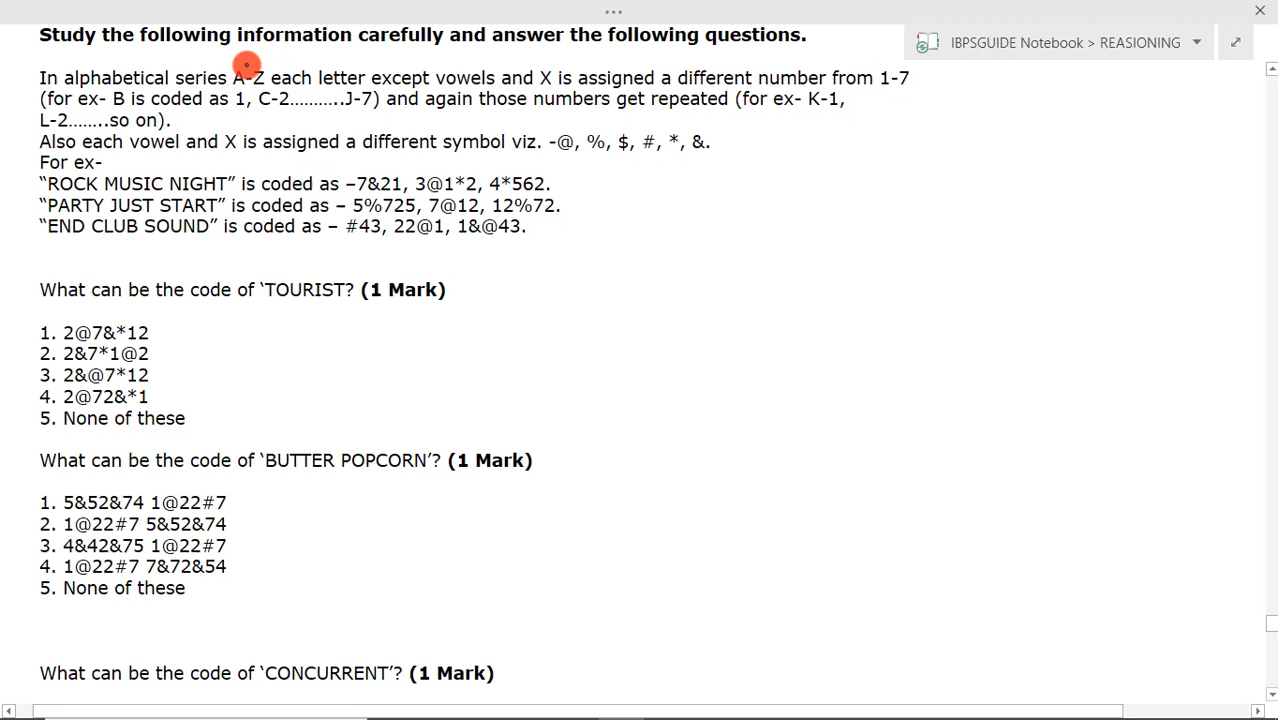 Study the following information carefully and answer the following questions.
IBPSGUIDE Notebook > REASIONING
In alphabetical series A-Z each letter except vowels and X is assigned a different number from 1-7
(for ex- B is coded as 1, C-2………..J-7) and again those numbers get repeated (for ex- K-1,
L-2……..so on).
Also each vowel and X is assigned a different symbol viz. -@, %, $, #, *, &.
For ex-
“ROCK MUSIC NIGHT” is coded as –7&21, 3@1*2, 4*562.
“PARTY JUST START” is coded as – 5%725, 7@12, 12%72.
“END CLUB SOUND” is coded as – #43, 22@1, 1&@43.
What can be the code of ‘TOURIST? (1 Mark)
1. 2@7&*12
2. 2&7*1@2
3. 2&@7*12
4. 2@72&*1
5. None of these
What can be the code of ‘BUTTER POPCORN’? (1 Mark)
1. 5&52&74 1@22#7
2. 1@22#7 5&52&74
3. 4&42&75 1@22#7
4. 1@22#7 7&72&54
5. None of these
What can be the code of ‘CONCURRENT’? (1 Mark)